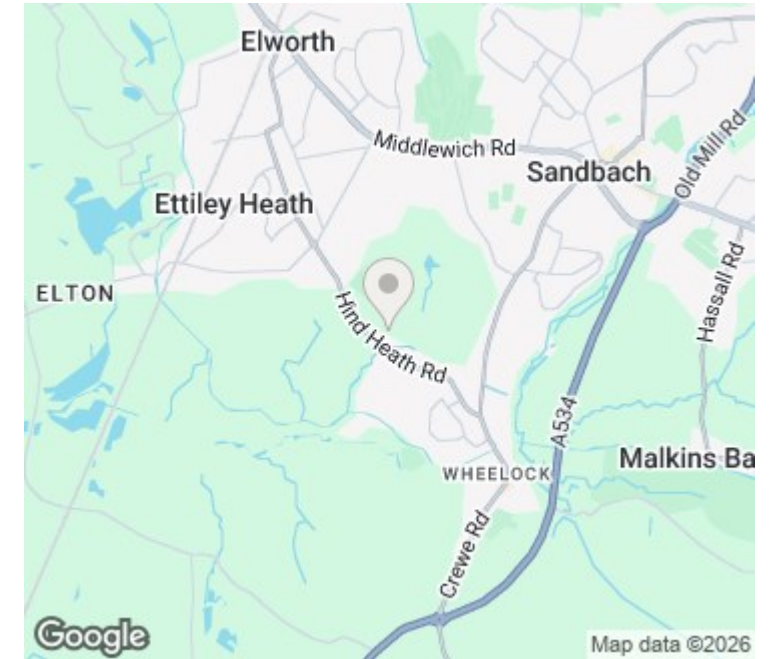 Elworth
Middlewich Rd
Sandbach
Old Mill Rd
Ettiley Heath
Hassall Rd
ELTON
Hind Heath Rd
A534
Malkins Ba
WHEELOCK
Crewe Rd
Google
Map data ©2026